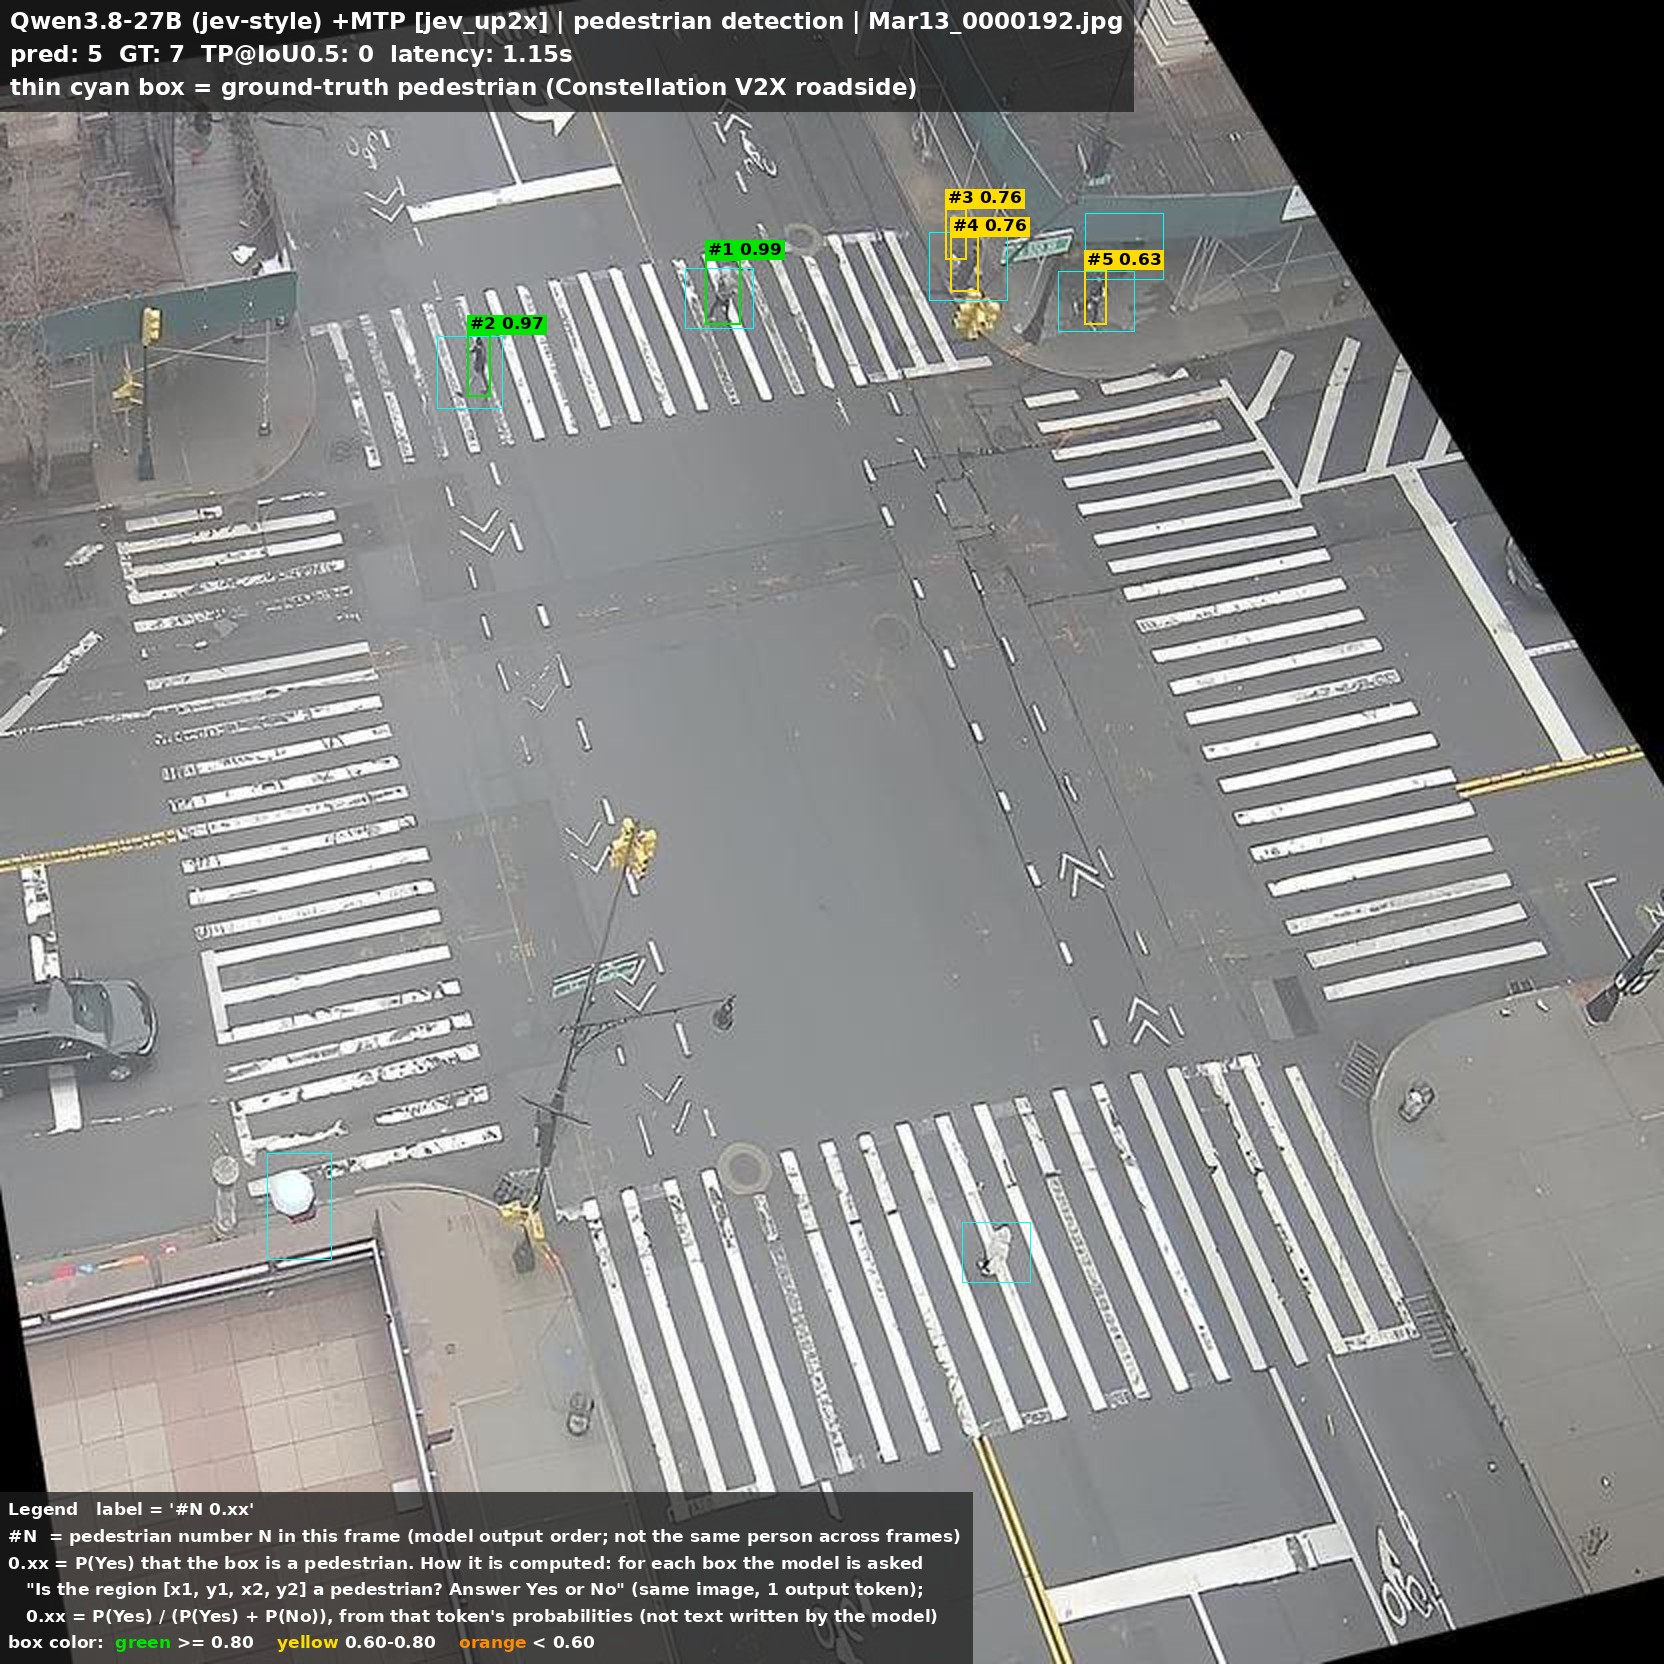 Qwen3.8-27B (jev-style) +MTP [jev_up2x] | pedestrian detection | Mar13_0000192.jpg
pred: 5  GT: 7  TP@IoU0.5: 0  latency: 1.15s
thin cyan box = ground-truth pedestrian (Constellation V2X roadside)
#3 0.76
#4 0.76
#1 0.99
#5 0.63
#2 0.97
Legend   label = '#N 0.xx'
#N  = pedestrian number N in this frame (model output order; not the same person across frames)
0.xx = P(Yes) that the box is a pedestrian. How it is computed: for each box the model is asked
"Is the region [x1, y1, x2, y2] a pedestrian? Answer Yes or No" (same image, 1 output token);
0.xx = P(Yes) / (P(Yes) + P(No)), from that token's probabilities (not text written by the model)
box color:  green >= 0.80    yellow 0.60-0.80    orange < 0.60